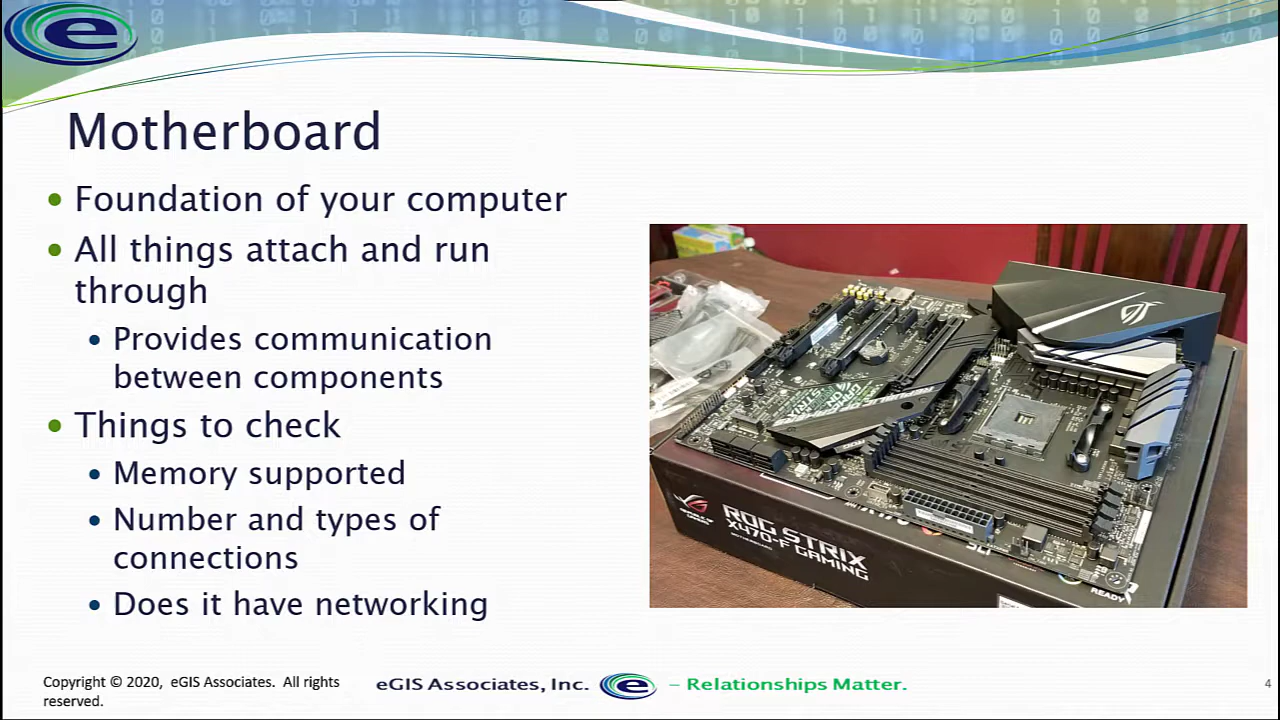 Motherboard
Foundation of your computer
All things attach and run
through
Provides communication
between components
Things to check
Memory supported
Number and types of
connections
Does it have networking
ROG STRIX
X470-F GAMING
READY
Copyright © 2020, eGIS Associates. All rights
reserved.
eGIS Associates, Inc. e – Relationships Matter.
4